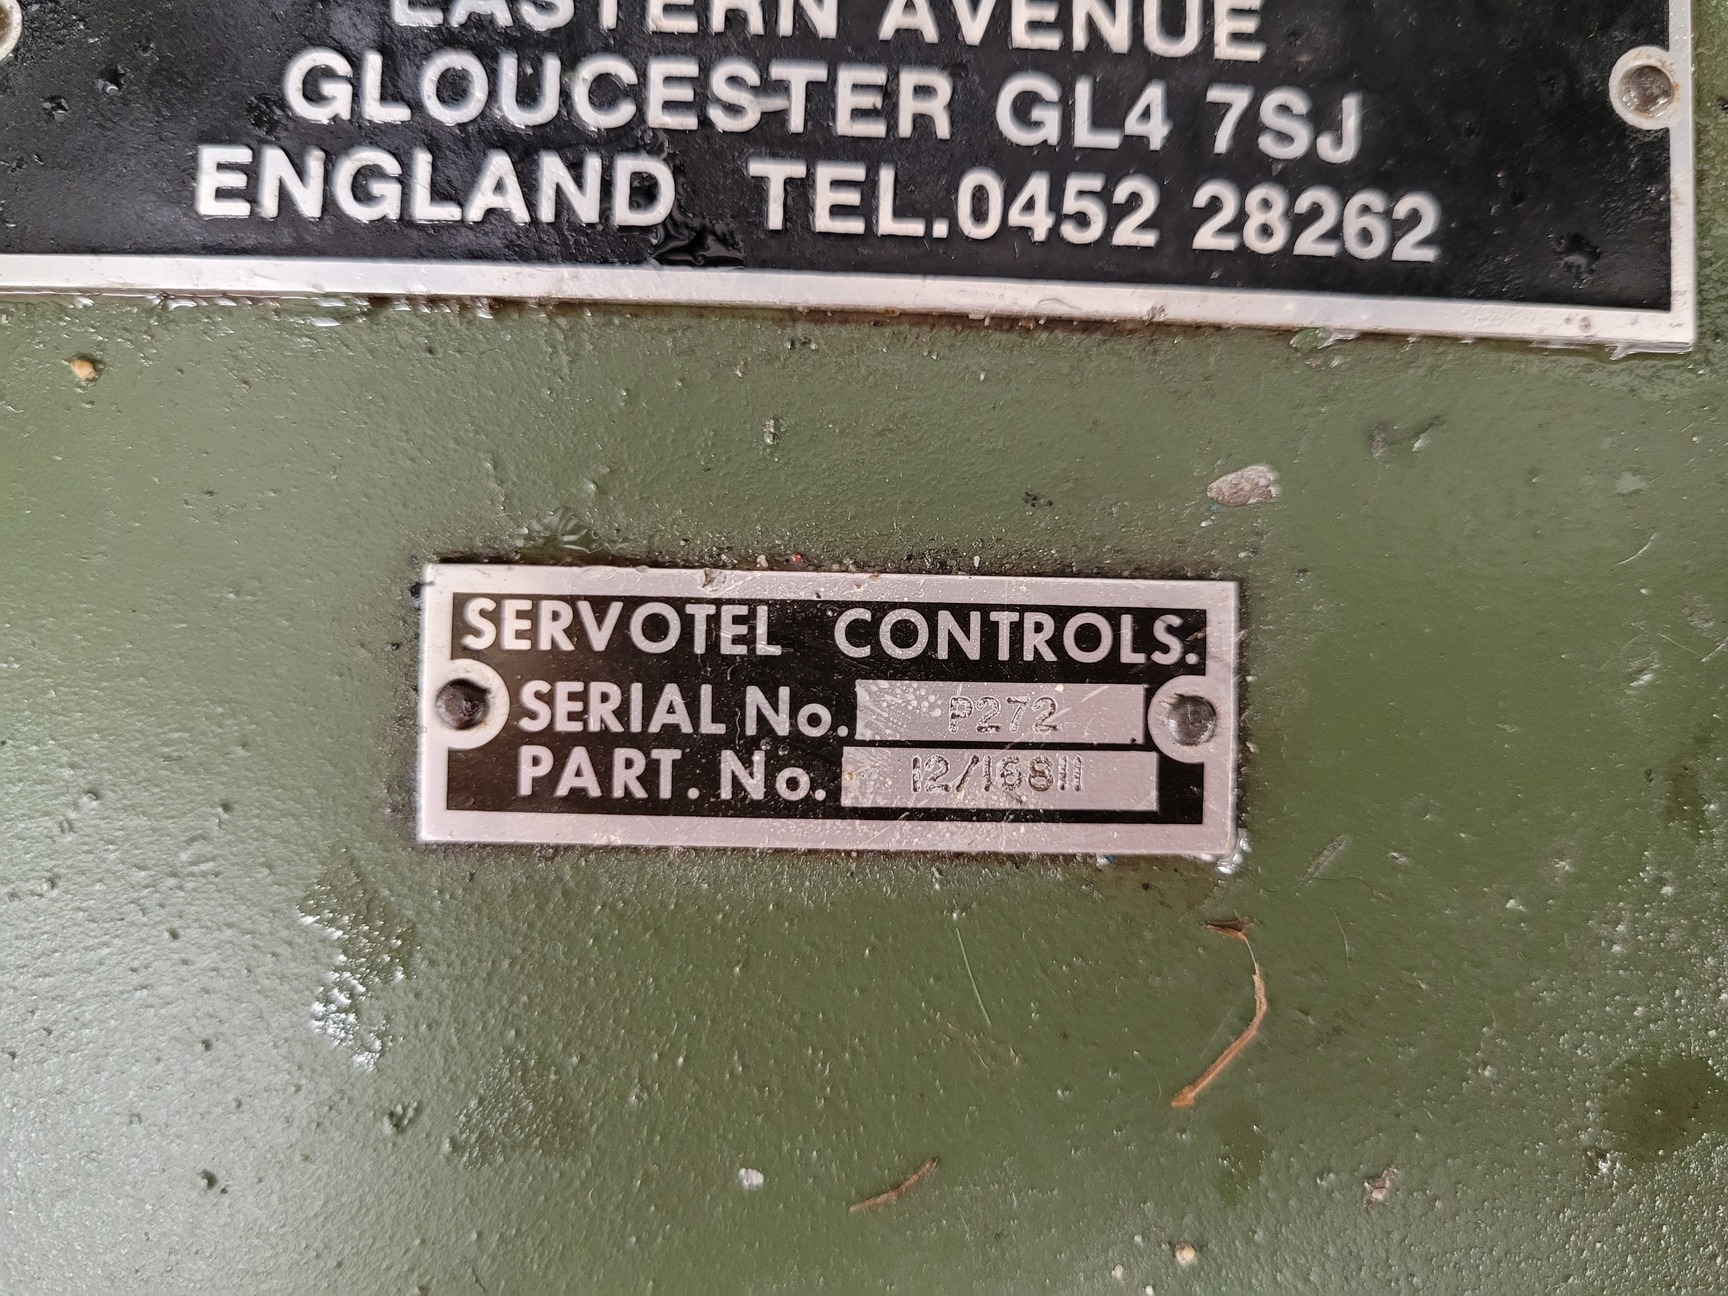 EASTERN AVENUE
GLOUCESTER GL4 7SJ
ENGLAND TEL.0452 28262
SERVOTEL CONTROLS.
SERIAL No. P272
PART. No. 12/16811